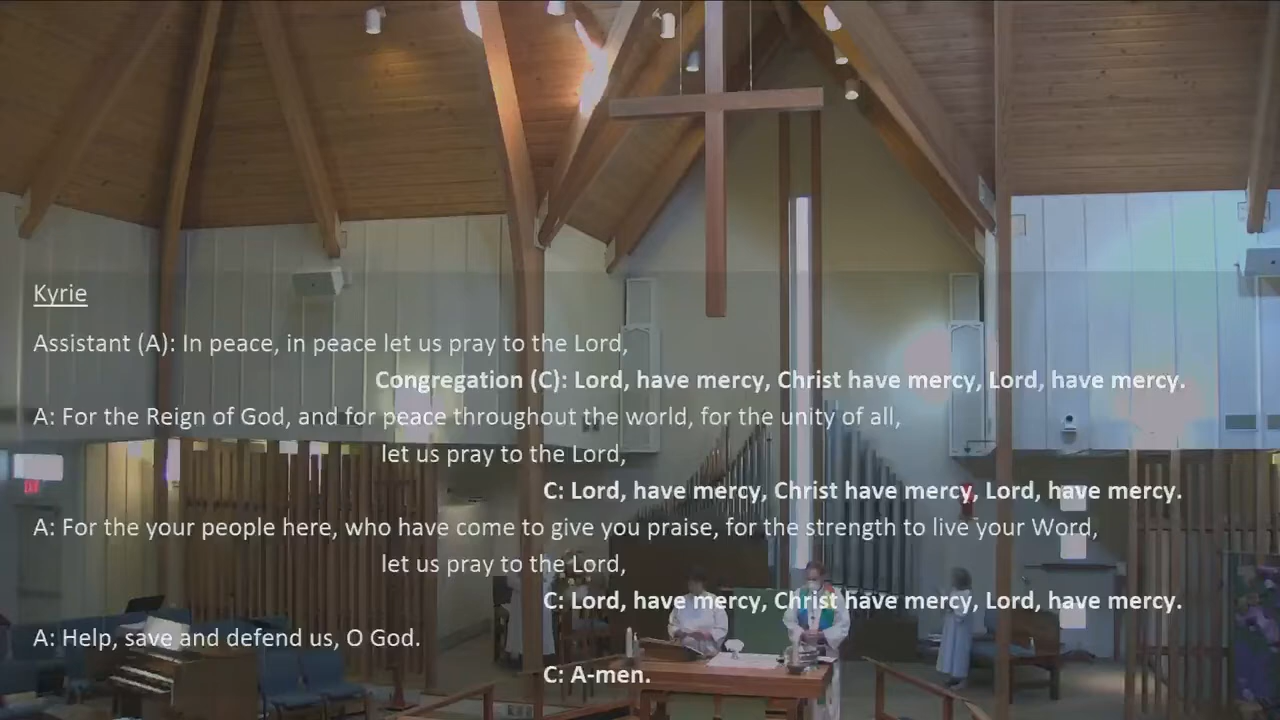 Kyrie
Assistant (A): In peace, in peace let us pray to the Lord,
Congregation (C): Lord, have mercy, Christ have mercy, Lord, have mercy.
A: For the Reign of God, and for peace throughout the world, for the unity of all,
let us pray to the Lord,
C: Lord, have mercy, Christ have mercy, Lord, have mercy.
A: For the your people here, who have come to give you praise, for the strength to live your Word,
let us pray to the Lord,
C: Lord, have mercy, Christ have mercy, Lord, have mercy.
A: Help, save and defend us, O God.
C: A-men.